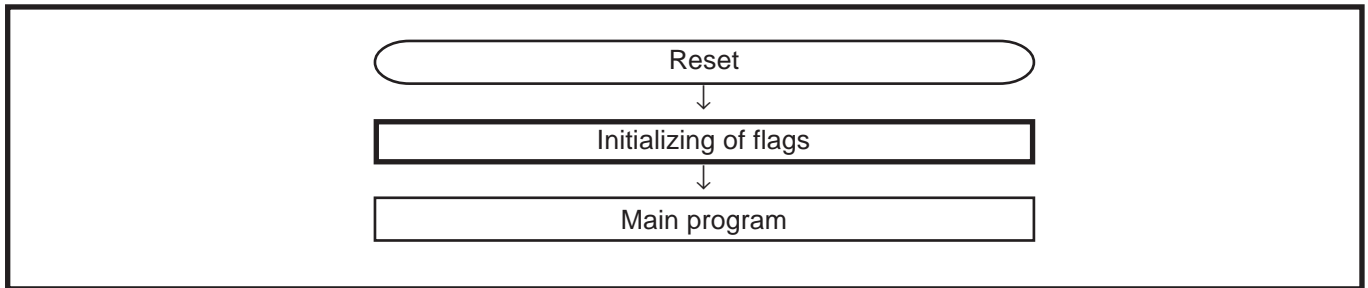 Reset
↓
Initializing of flags
↓
Main program